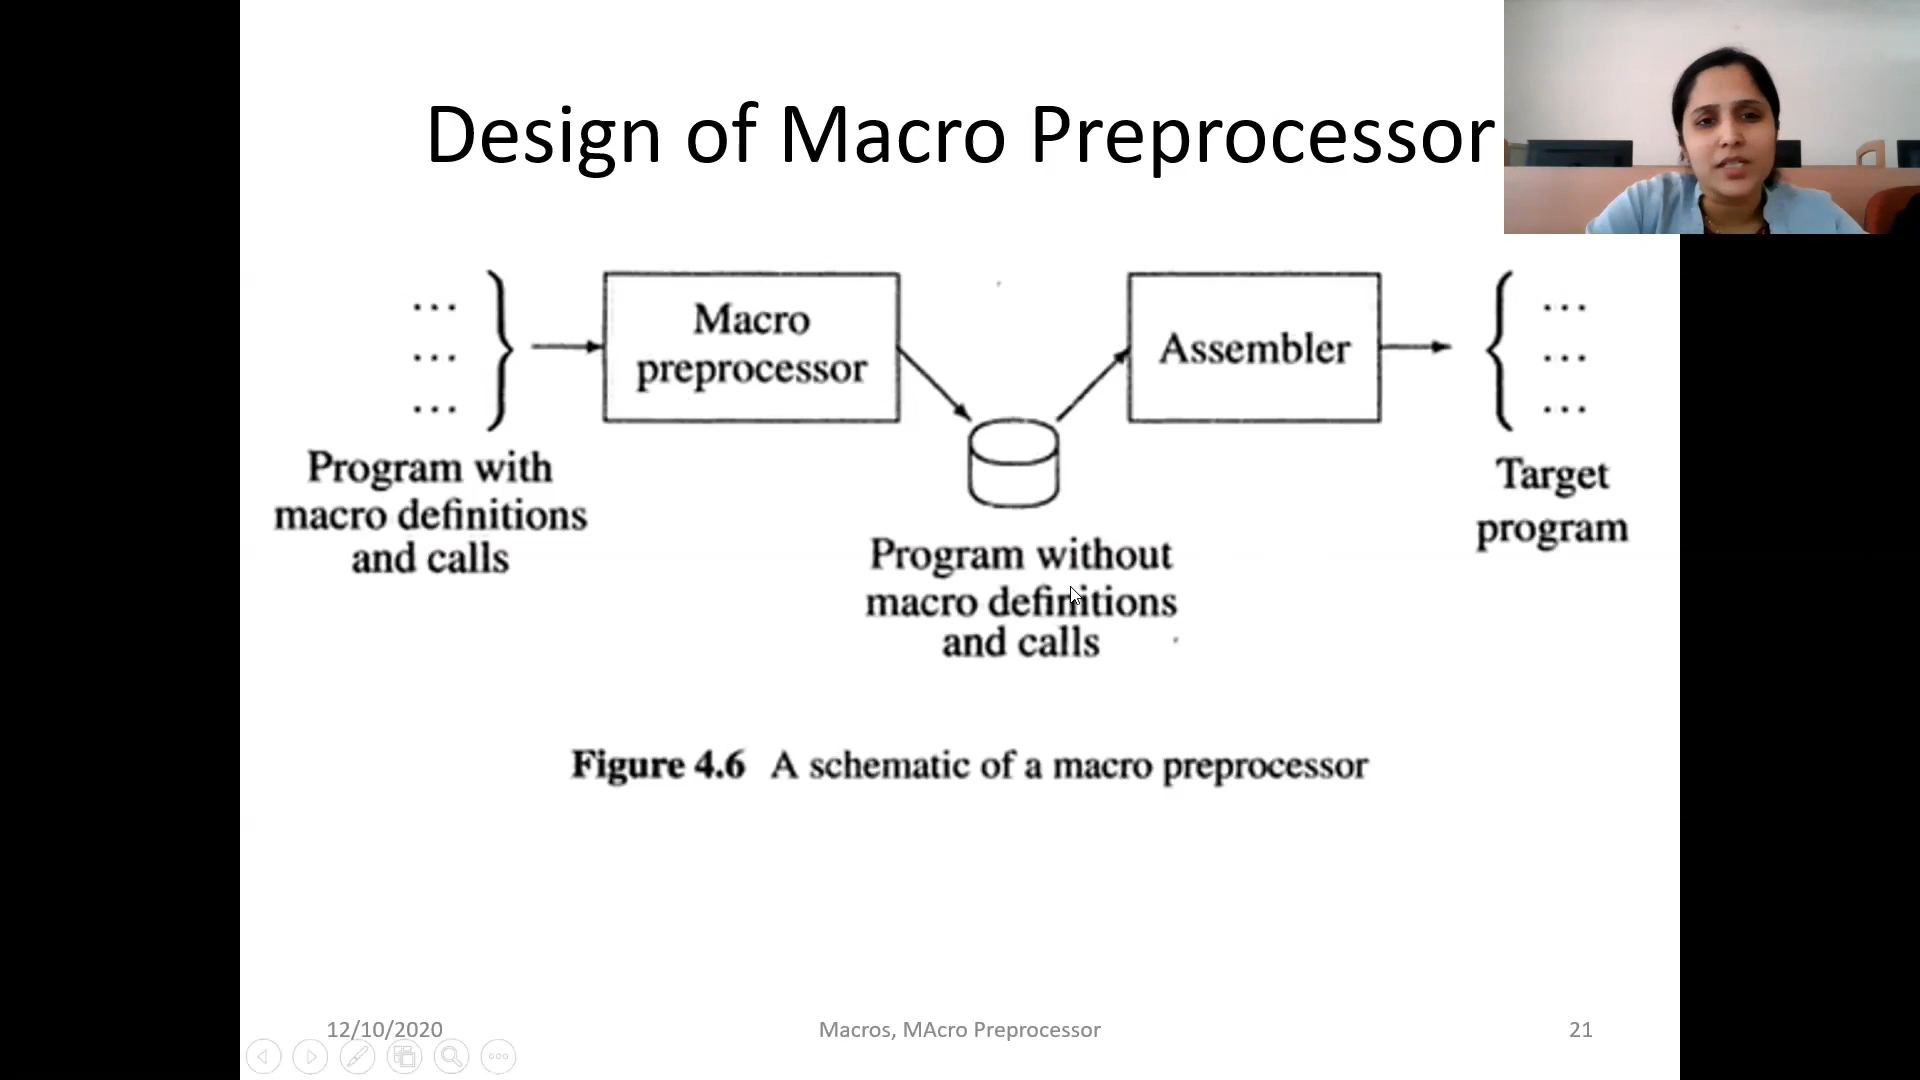 Design of Macro Preprocessor
...
...
...
Program with
macro definitions
and calls
Macro
preprocessor
Program without
macro definitions
and calls
Assembler
...
...
...
Target
program
Figure 4.6 A schematic of a macro preprocessor
12/10/2020
Macros, MAcro Preprocessor
21